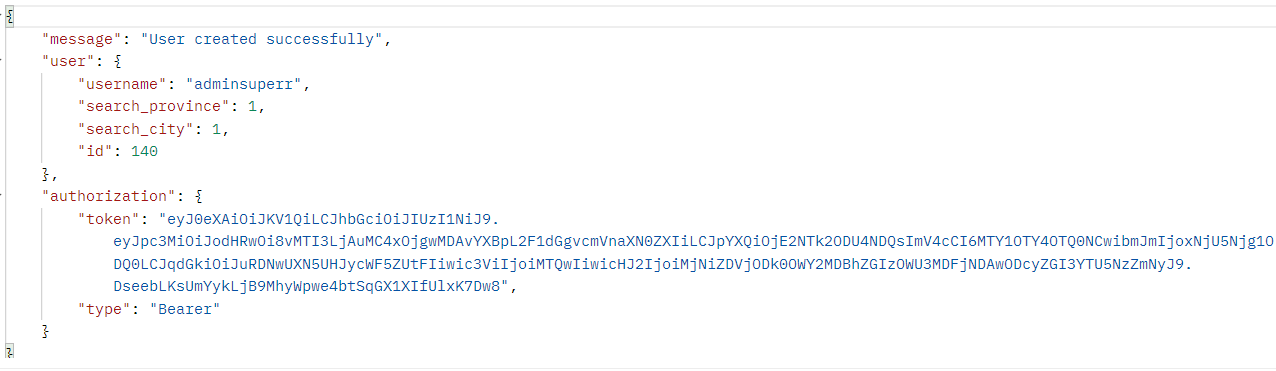 {
"message": "User created successfully",
"user": {
"username": "adminsuperr",
"search_province": 1,
"search_city": 1,
"id": 140
},
"authorization": {
"token": "eyJ0eXAiOiJKV1QiLCJhbGciOiJIUzI1NiJ9.
eyJpc3MiOiJodHRwOi8vMTI3LjAuMC4xOjgwMDAvYXBpL2F1dGgvcmVnaXN0ZXIiLCJpYXQiOjE2NTk2ODU4NDQsImV4cCI6MTY1OTY4OTQ0NCwibmJmIjoxNjU5Njg1O
DQ0LCJqdGkiOiJuRDNwUXN5UHJycWF5ZUtFIiwic3ViIjoiMTQwIiwicHJ2IjoiMjNiZDVjODk0OWY2MDBhZGIzOWU3MDFjNDAwODcyZGI3YTU5NzZmNyJ9.
DseebLKsUmYykLjB9MhyWpwe4btSqGX1XIfUlxK7Dw8",
"type": "Bearer"
}
}